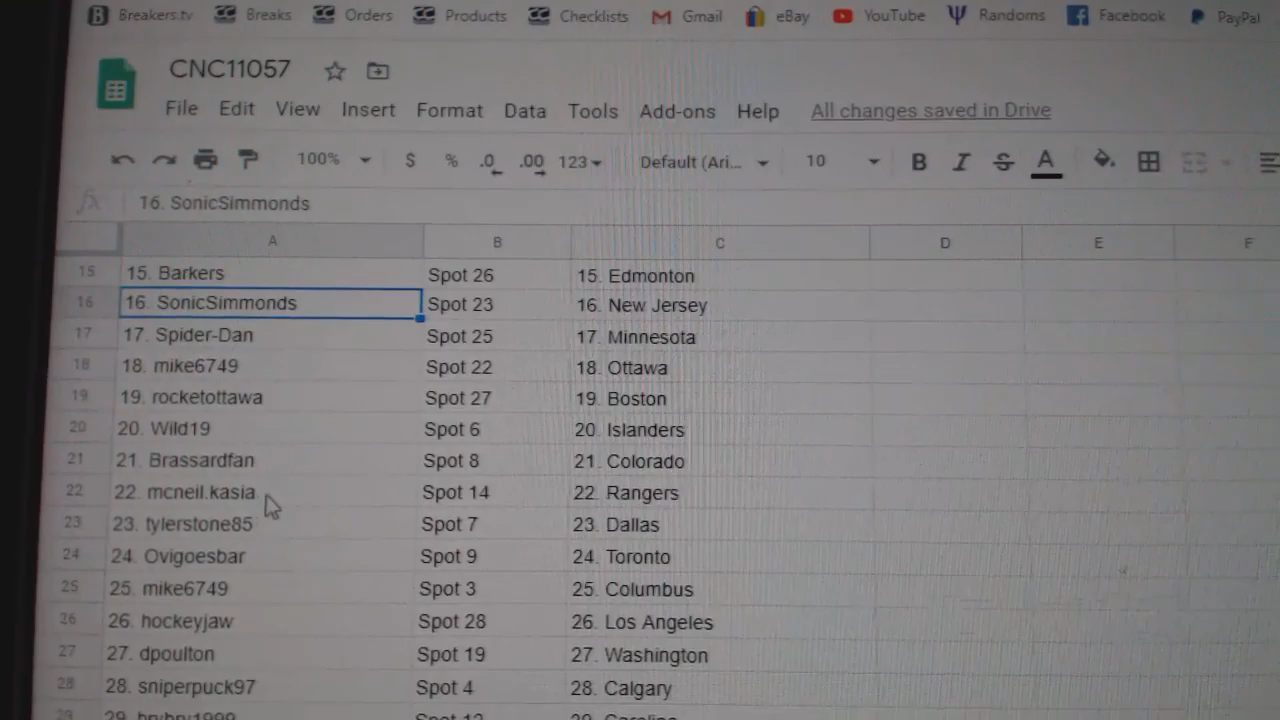 Breakers.tv Breaks Orders Products Checklists Gmail eBay YouTube Randoms Facebook PayPal
CNC11057
File Edit View Insert Format Data Tools Add-ons Help All changes saved in Drive
100% $ % .0 .00 123 Default (Ari... 10 B I S A
fx 16. SonicSimmonds
A B C D E F
15 15. Barkers Spot 26 15. Edmonton
16 16. SonicSimmonds Spot 23 16. New Jersey
17 17. Spider-Dan Spot 25 17. Minnesota
18 18. mike6749 Spot 22 18. Ottawa
19 19. rocketottawa Spot 27 19. Boston
20 20. Wild19 Spot 6 20. Islanders
21 21. Brassardfan Spot 8 21. Colorado
22 22. mcneil.kasia Spot 14 22. Rangers
23 23. tylerstone85 Spot 7 23. Dallas
24 24. Ovigoesbar Spot 9 24. Toronto
25 25. mike6749 Spot 3 25. Columbus
26 26. hockeyjaw Spot 28 26. Los Angeles
27 27. dpoulton Spot 19 27. Washington
28 28. sniperpuck97 Spot 4 28. Calgary
29 29. Spot 29. Carolina